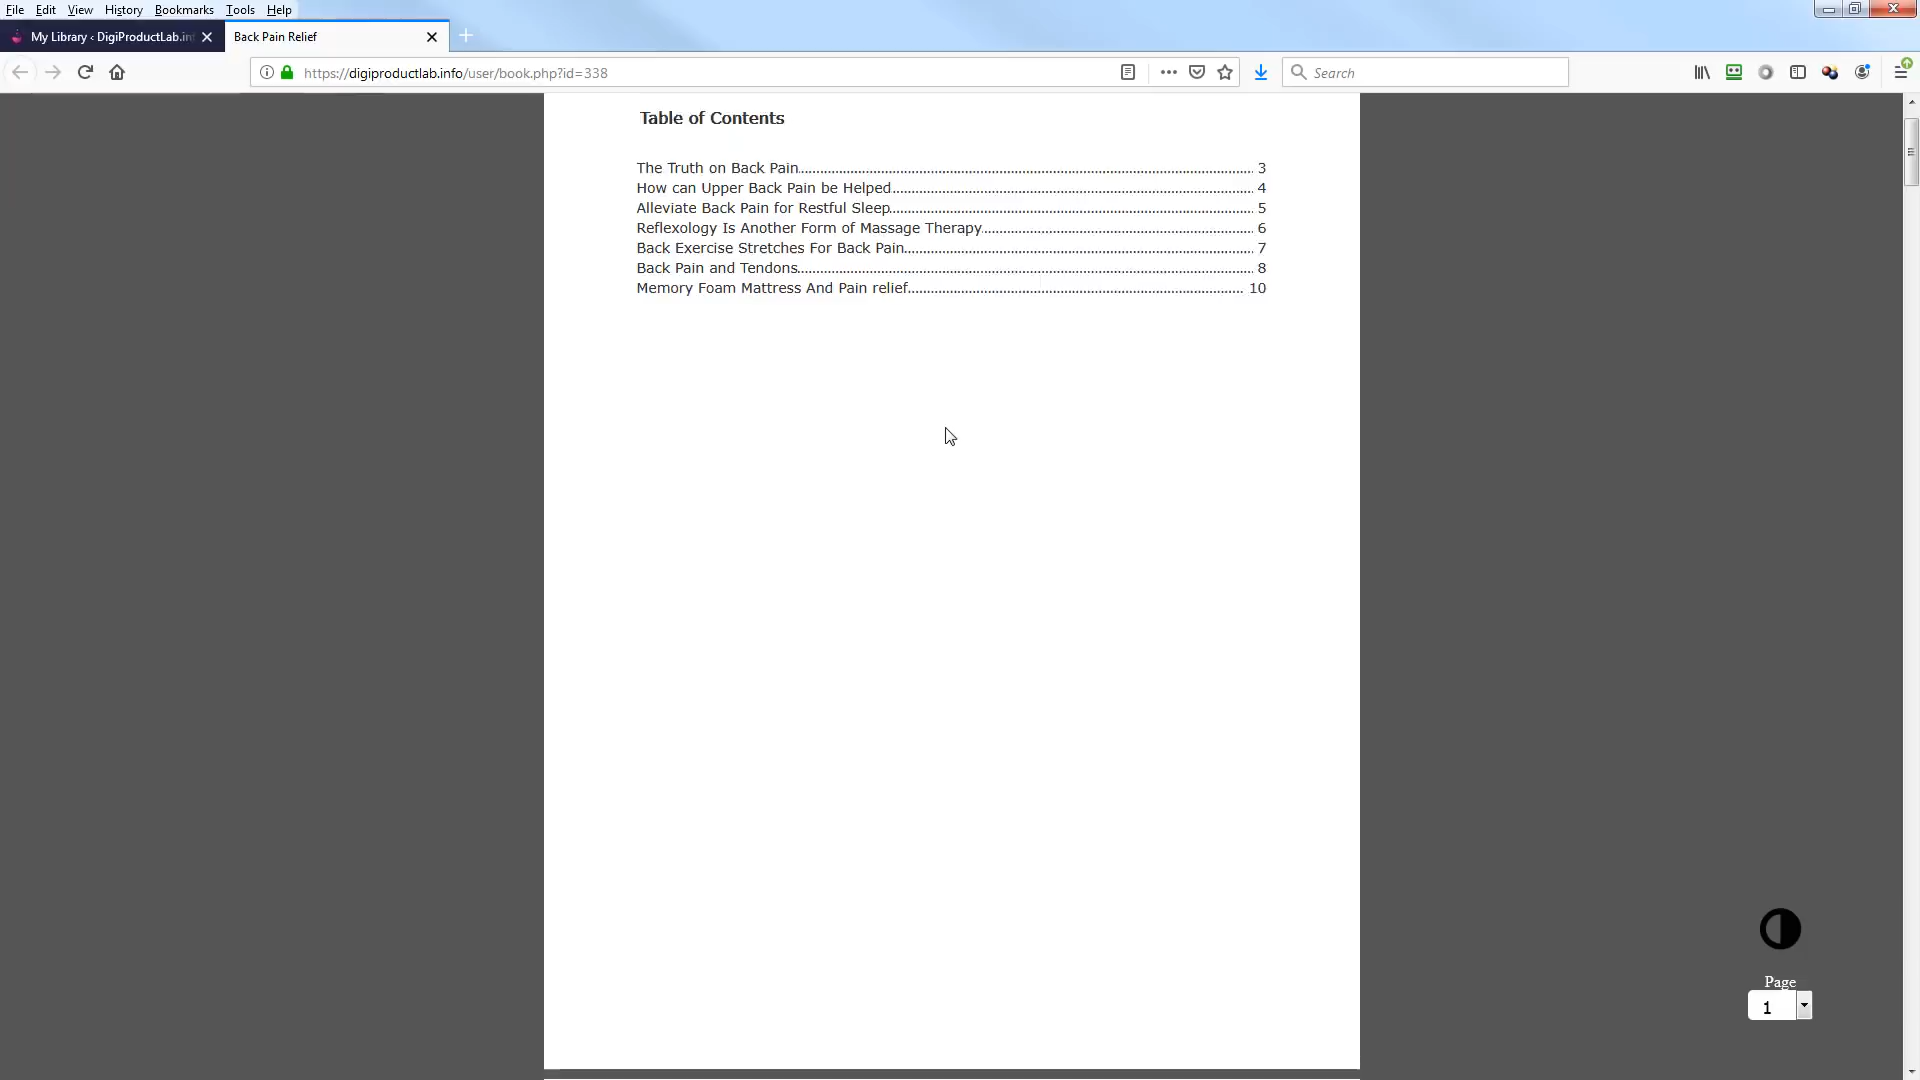 File Edit View History Bookmarks Tools Help
My Library ‹ DigiProductLab.in
Back Pain Relief
https://digiproductlab.info/user/book.php?id=338
Search
Table of Contents
The Truth on Back Pain 3
How can Upper Back Pain be Helped 4
Alleviate Back Pain for Restful Sleep 5
Reflexology Is Another Form of Massage Therapy 6
Back Exercise Stretches For Back Pain 7
Back Pain and Tendons 8
Memory Foam Mattress And Pain relief 10
Page
1